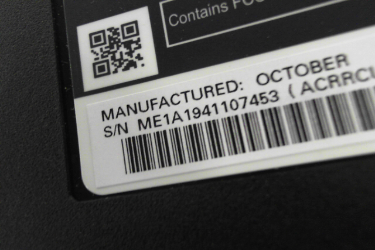 Contains FCC
MANUFACTURED: OCTOBER
S/N ME1A1941107453 (ACRRCU